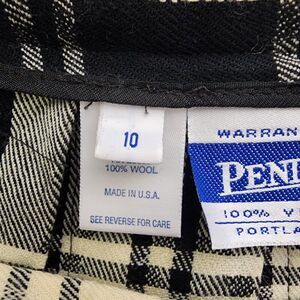 10
100% WOOL
MADE IN U.S.A.
SEE REVERSE FOR CARE
WARRAN
PEN
100% V
PORTLA